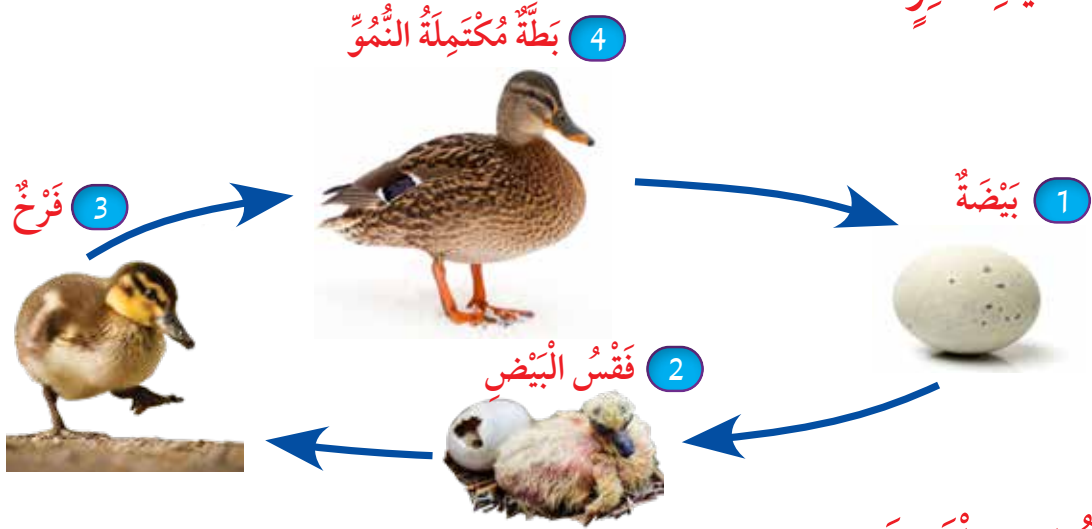 1 بَيْضَةٌ
2 فَقْسُ الْبَيْضِ
3 فَرْخٌ
4 بَطَّةٌ مُكْتَمِلَةُ النُّمُوِّ